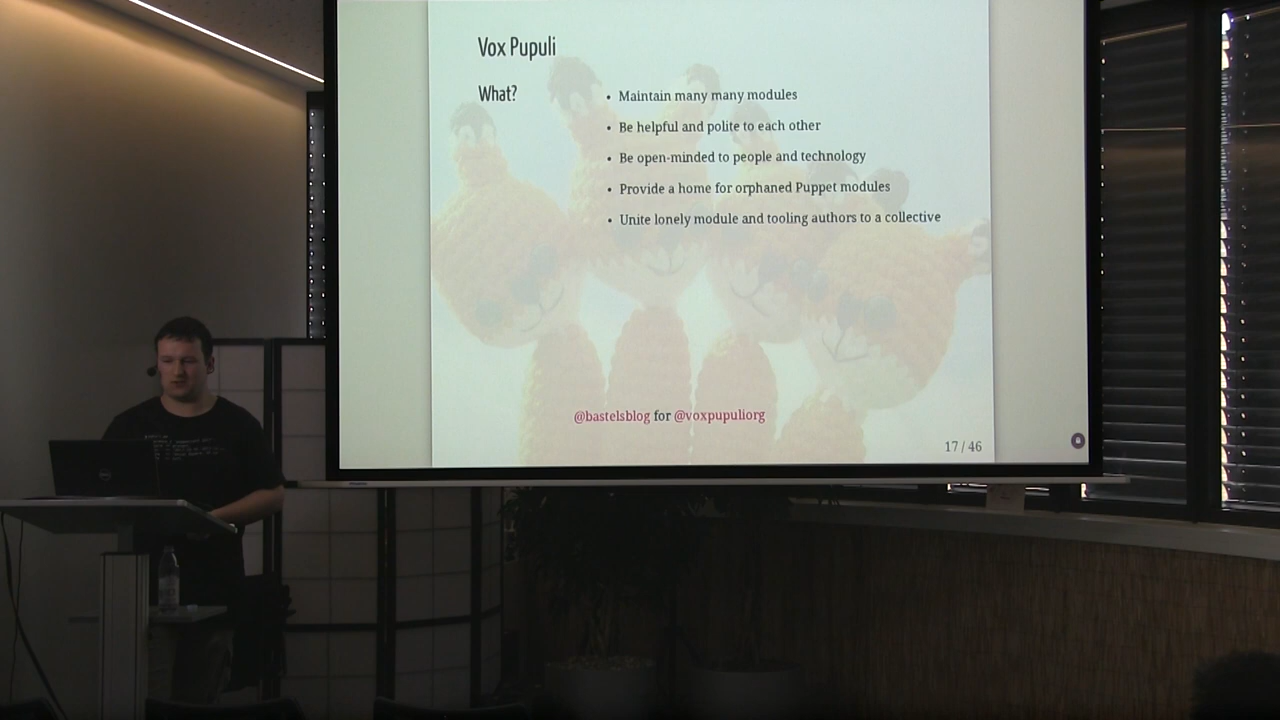 Vox Pupuli
What?
• Maintain many many modules
• Be helpful and polite to each other
• Be open-minded to people and technology
• Provide a home for orphaned Puppet modules
• Unite lonely module and tooling authors to a collective
@bastelsblog for @voxpupuliorg
17 / 46